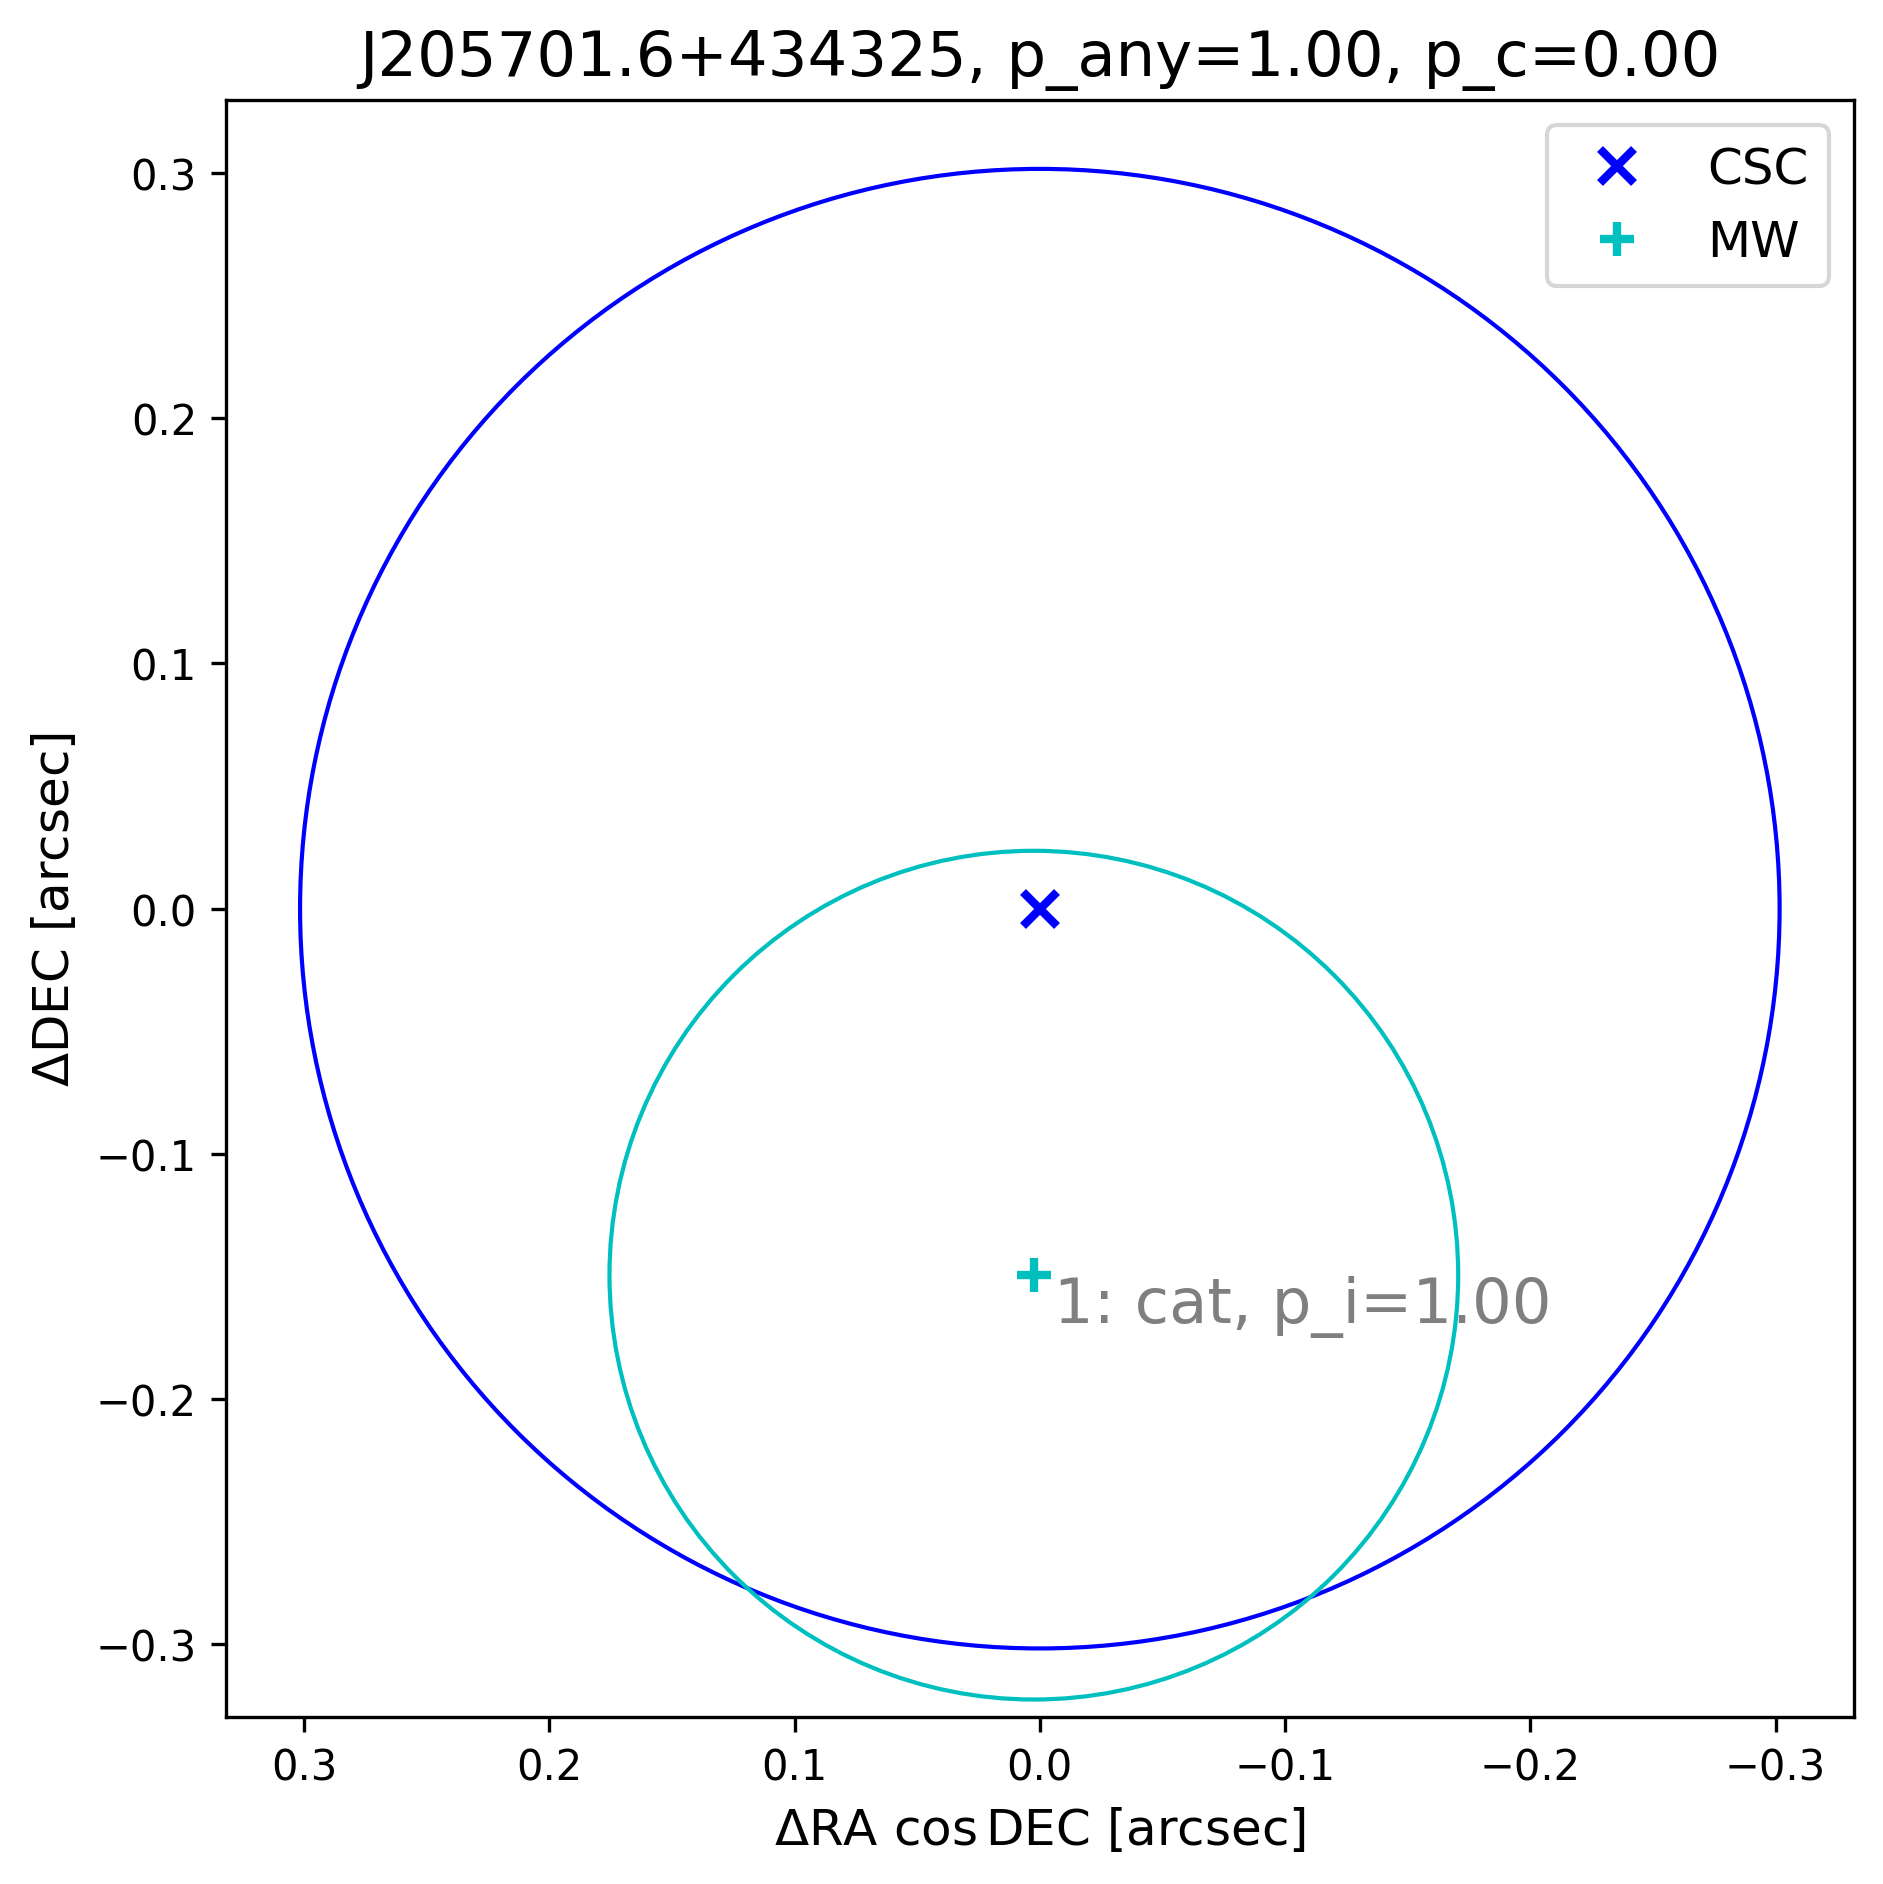 J205701.6+434325, p_any=1.00, p_c=0.00
CSC
MW
0.3
0.2
0.1
0.0
−0.1
−0.2
−0.3
ΔDEC [arcsec]
1: cat, p_i=1.00
0.3 0.2 0.1 0.0 −0.1 −0.2 −0.3
ΔRA cos DEC [arcsec]